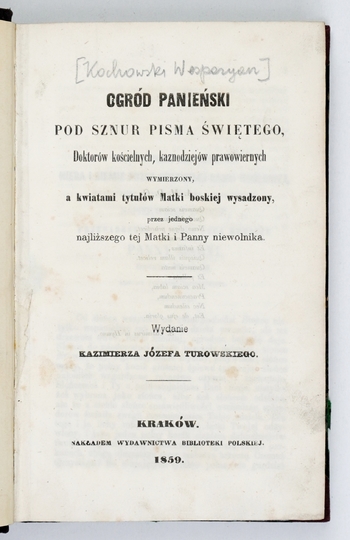 [Kochowski Wespazyan]
OGRÓD PANIEŃSKI
POD SZNUR PISMA ŚWIĘTEGO,
Doktorów kościelnych, kaznodziejów prawowiernych
WYMIERZONY,
a kwiatami tytułów Matki boskiej wysadzony,
przez jednego
najliższego tej Matki i Panny niewolnika.
Wydanie
KAZIMIERZA JÓZEFA TUROWSKIEGO.
KRAKÓW.
NAKŁADEM WYDAWNICTWA BIBLIOTEKI POLSKIEJ.
1859.